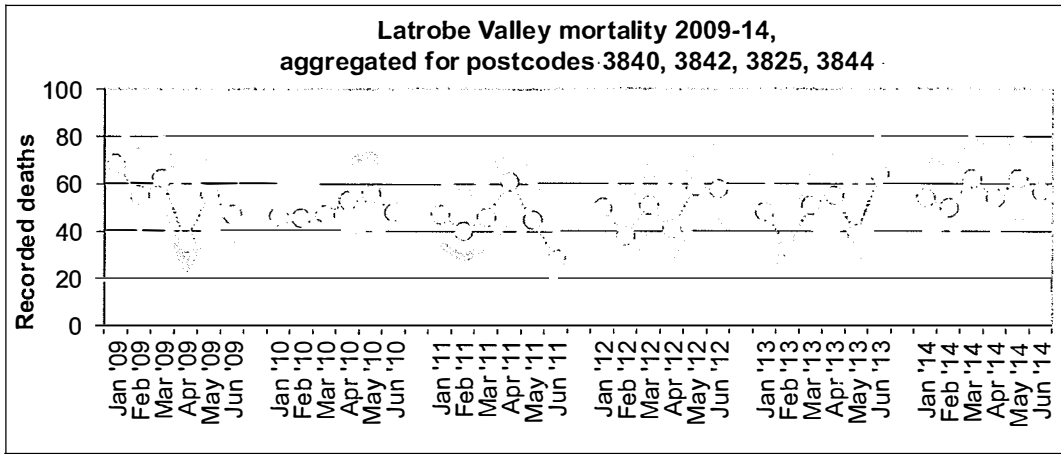 Latrobe Valley mortality 2009-14,
aggregated for postcodes 3840, 3842, 3825, 3844
Recorded deaths
100
80
60
40
20
0
Jan '09
Feb '09
Mar '09
Apr '09
May '09
Jun '09
Jan '10
Feb '10
Mar '10
Apr '10
May '10
Jun '10
Jan '11
Feb '11
Mar '11
Apr '11
May '11
Jun '11
Jan '12
Feb '12
Mar '12
Apr '12
May '12
Jun '12
Jan '13
Feb '13
Mar '13
Apr '13
May '13
Jun '13
Jan '14
Feb '14
Mar '14
Apr '14
May '14
Jun '14